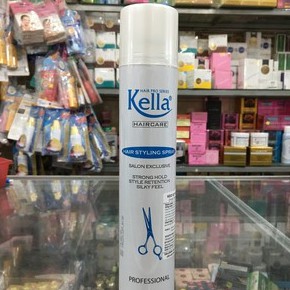 HAIR PRO SERIES
Kella®
HAIRCARE
HAIR STYLING SPRAY
SALON EXCLUSIVE
STRONG HOLD
STYLE RETENTION
SILKY FEEL
PROFESSIONAL